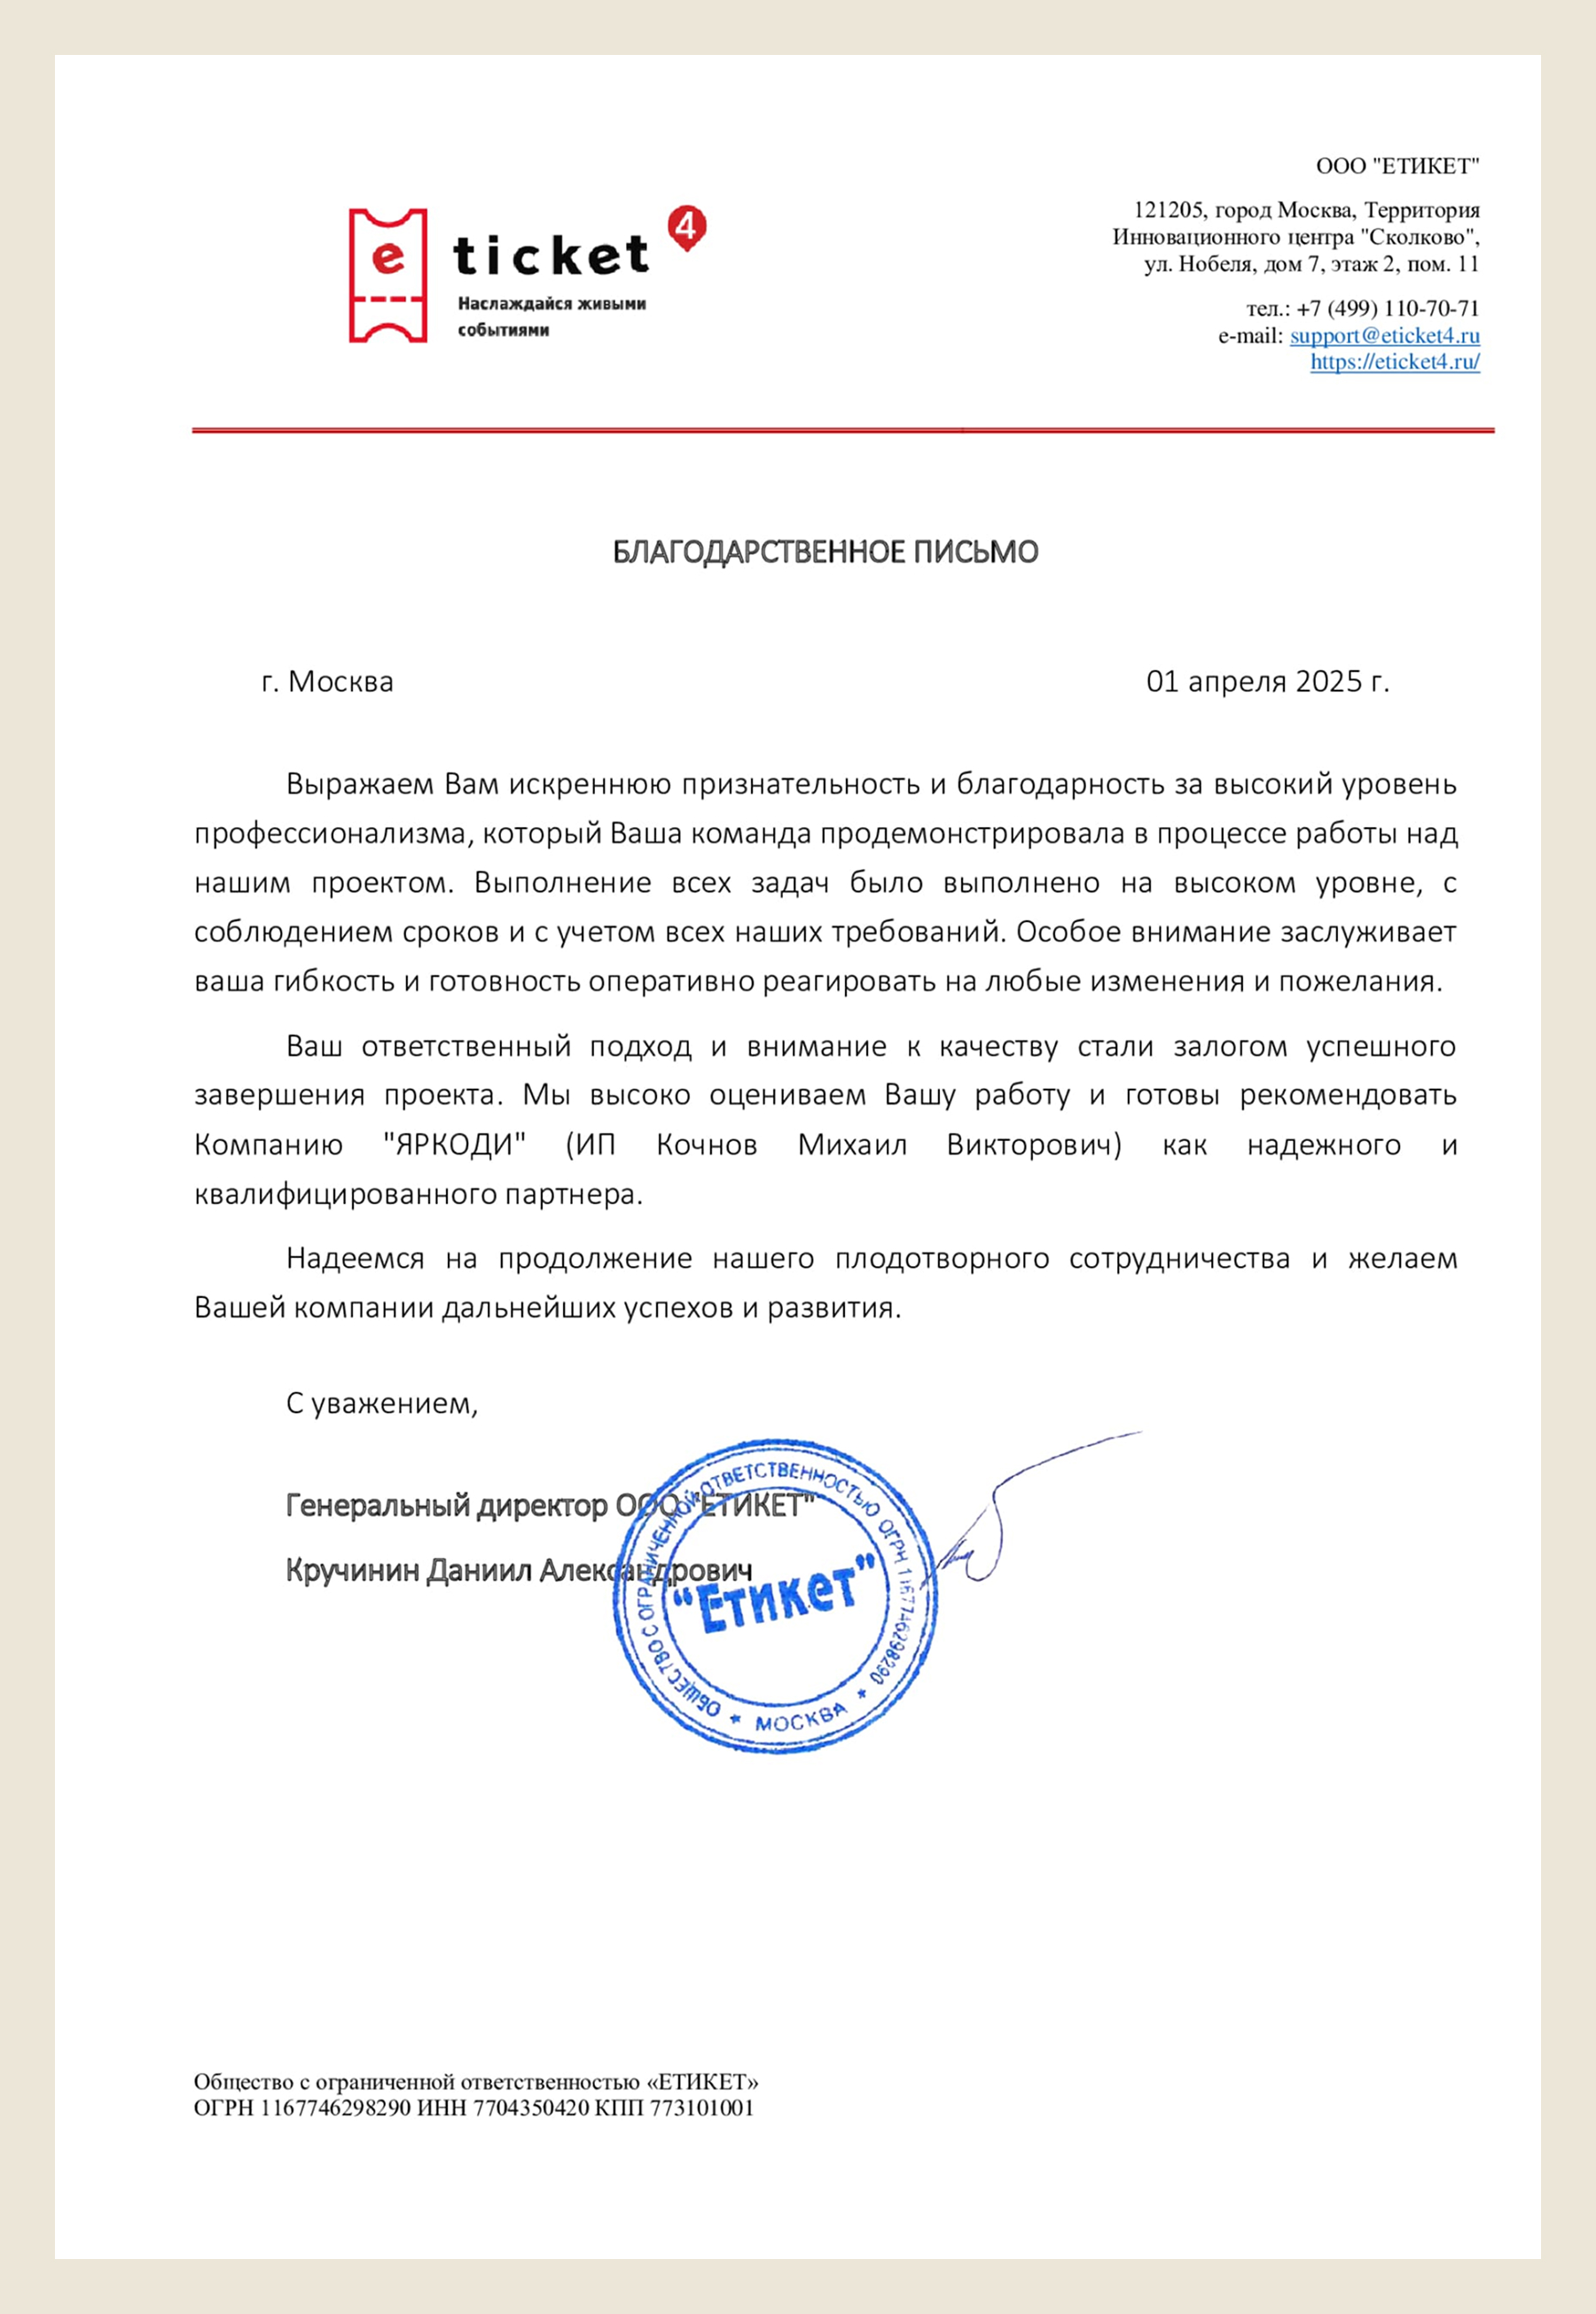 e ticket 4
Наслаждайся живыми
событиями
ООО "ЕТИКЕТ"
121205, город Москва, Территория
Инновационного центра "Сколково",
ул. Нобеля, дом 7, этаж 2, пом. 11
тел.: +7 (499) 110-70-71
e-mail: support@eticket4.ru
https://eticket4.ru/
БЛАГОДАРСТВЕННОЕ ПИСЬМО
г. Москва 01 апреля 2025 г.
Выражаем Вам искреннюю признательность и благодарность за высокий уровень
профессионализма, который Ваша команда продемонстрировала в процессе работы над
нашим проектом. Выполнение всех задач было выполнено на высоком уровне, с
соблюдением сроков и с учетом всех наших требований. Особое внимание заслуживает
ваша гибкость и готовность оперативно реагировать на любые изменения и пожелания.
Ваш ответственный подход и внимание к качеству стали залогом успешного
завершения проекта. Мы высоко оцениваем Вашу работу и готовы рекомендовать
Компанию "ЯРКОДИ" (ИП Кочнов Михаил Викторович) как надежного и
квалифицированного партнера.
Надеемся на продолжение нашего плодотворного сотрудничества и желаем
Вашей компании дальнейших успехов и развития.
С уважением,
Генеральный директор ООО "ЕТИКЕТ"
Кручинин Даниил Александрович
ОБЩЕСТВО С ОГРАНИЧЕННОЙ ОТВЕТСТВЕННОСТЬЮ ОГРН 1167746298290
"Етикет"
* МОСКВА *
Общество с ограниченной ответственностью «ЕТИКЕТ»
ОГРН 1167746298290 ИНН 7704350420 КПП 773101001